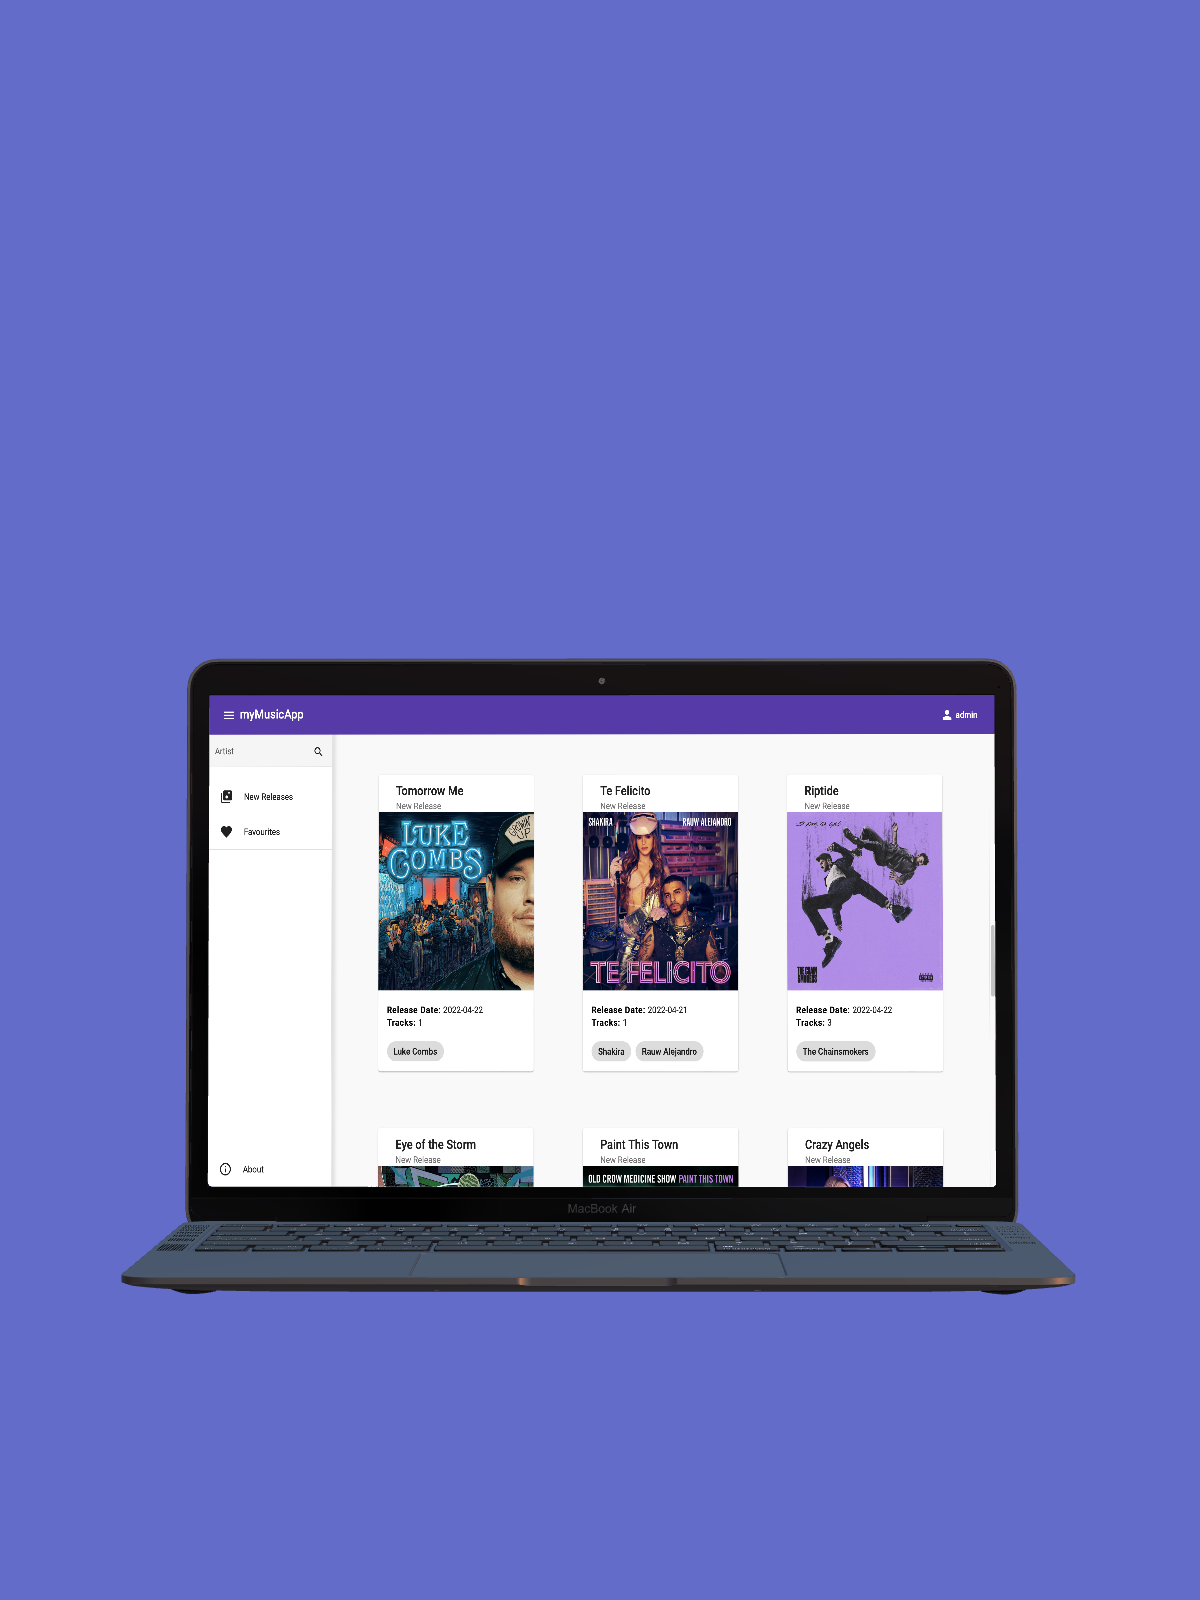 myMusicApp
admin
Artist
New Releases
Favourites
About
Tomorrow Me
New Release
LUKE
COMBS
GROWIN'
UP
Release Date: 2022-04-22
Tracks: 1
Luke Combs
Te Felicito
New Release
SHAKIRA RAUW ALEJANDRO
TE FELICITO
Release Date: 2022-04-21
Tracks: 1
Shakira Rauw Alejandro
Riptide
New Release
THE CHAIN
SMOKERS
Release Date: 2022-04-22
Tracks: 3
The Chainsmokers
Eye of the Storm
New Release
Paint This Town
New Release
OLD CROW MEDICINE SHOW PAINT THIS TOWN
Crazy Angels
New Release
MacBook Air